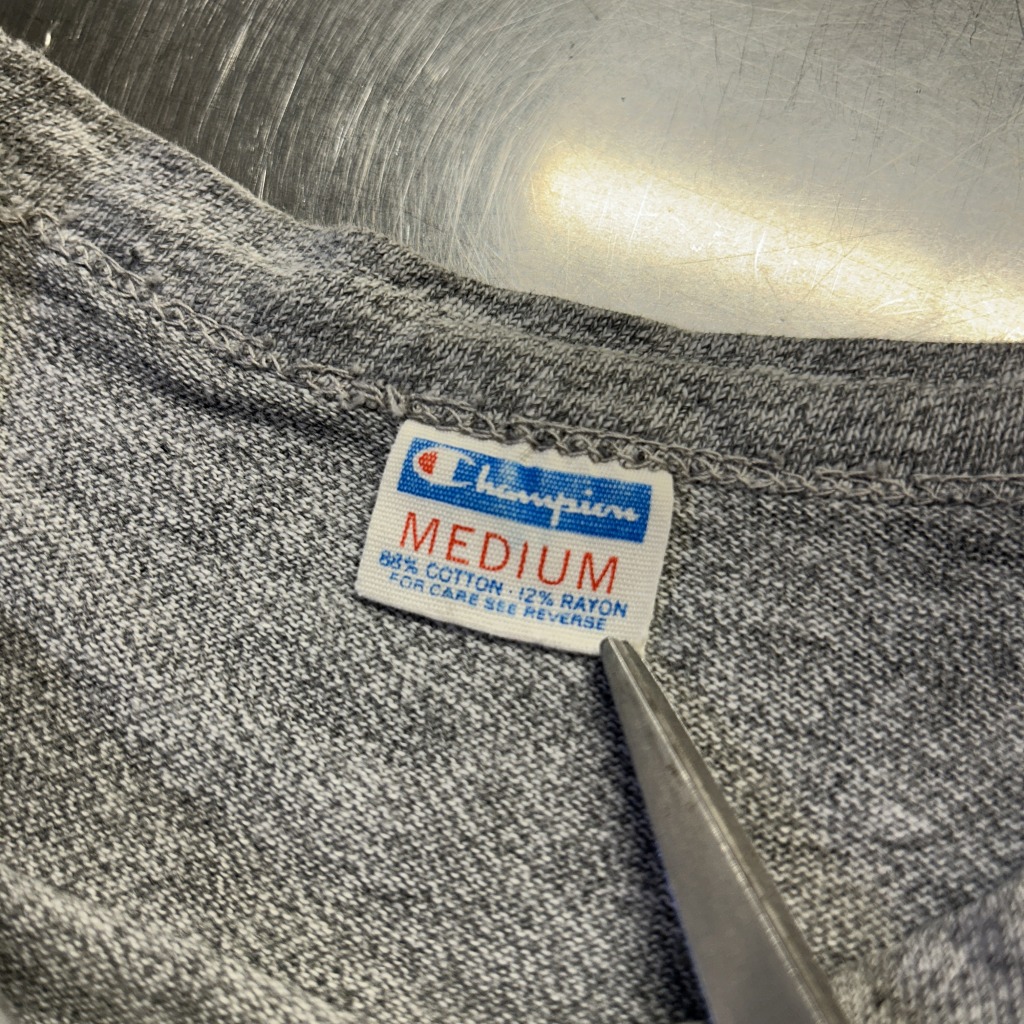 Champion
MEDIUM
88% COTTON · 12% RAYON
FOR CARE SEE REVERSE